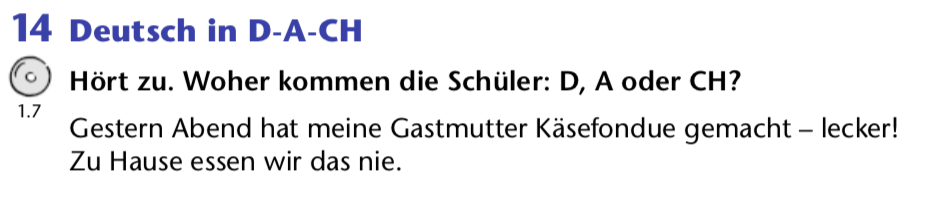 14 Deutsch in D-A-CH
Hört zu. Woher kommen die Schüler: D, A oder CH?
1.7
Gestern Abend hat meine Gastmutter Käsefondue gemacht – lecker!
Zu Hause essen wir das nie.